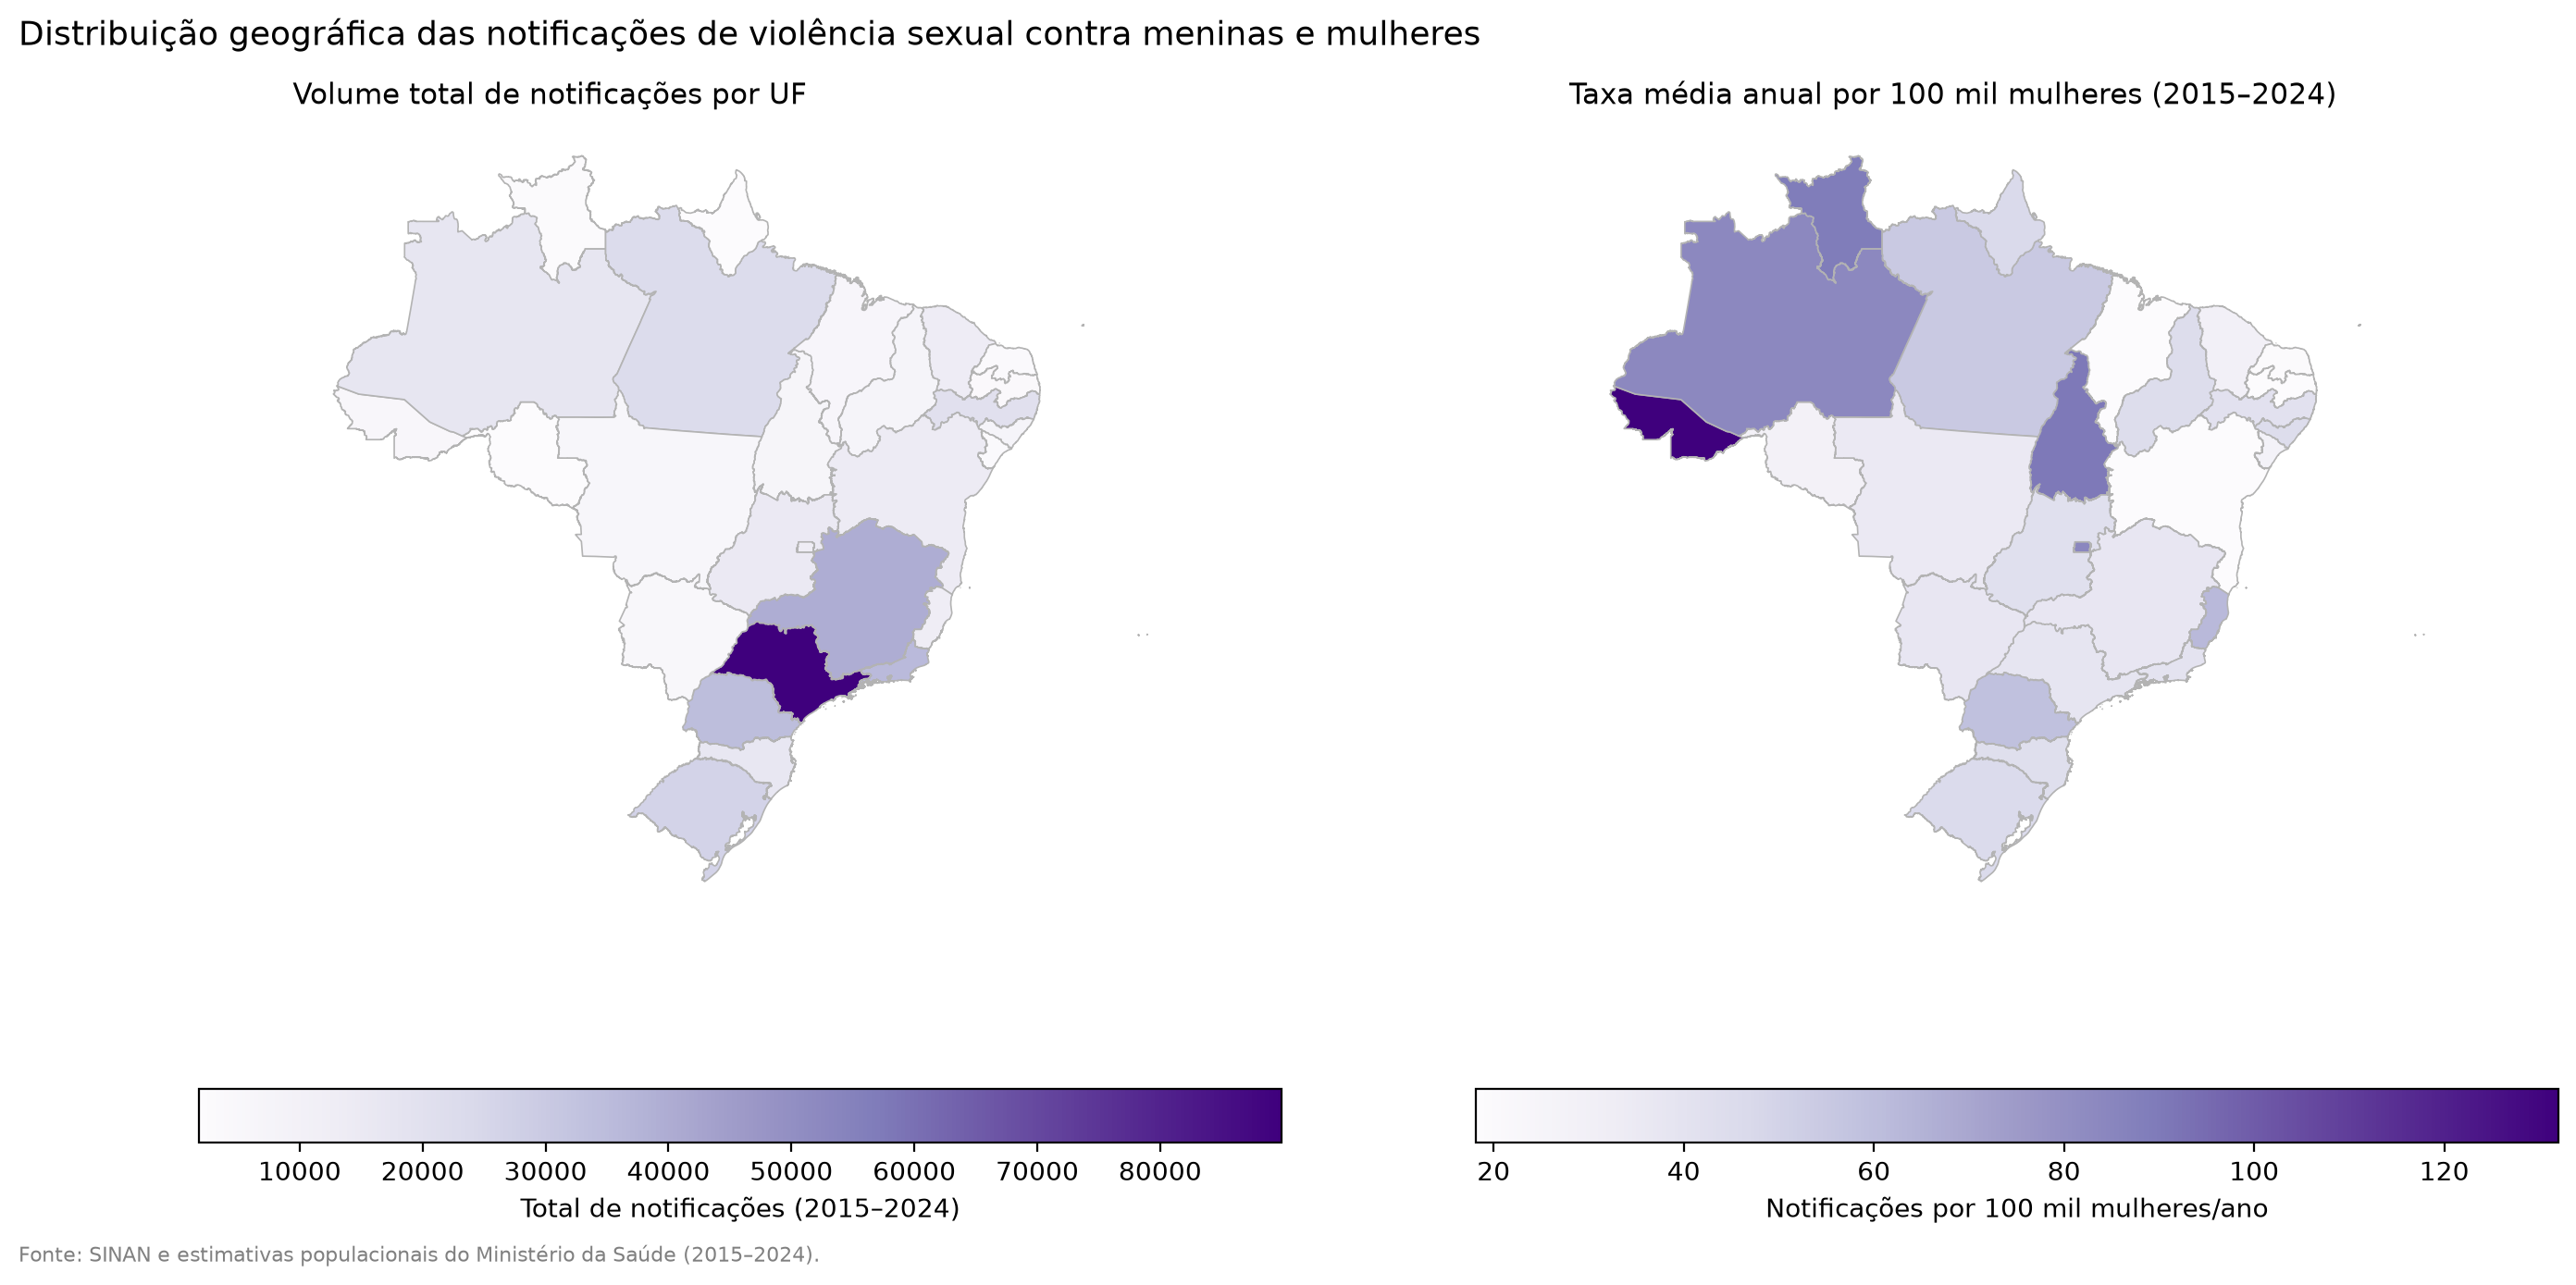 Distribuição geográfica das notificações de violência sexual contra meninas e mulheres
Volume total de notificações por UF
Taxa média anual por 100 mil mulheres (2015–2024)
10000 20000 30000 40000 50000 60000 70000 80000
Total de notificações (2015–2024)
20 40 60 80 100 120
Notificações por 100 mil mulheres/ano
Fonte: SINAN e estimativas populacionais do Ministério da Saúde (2015–2024).